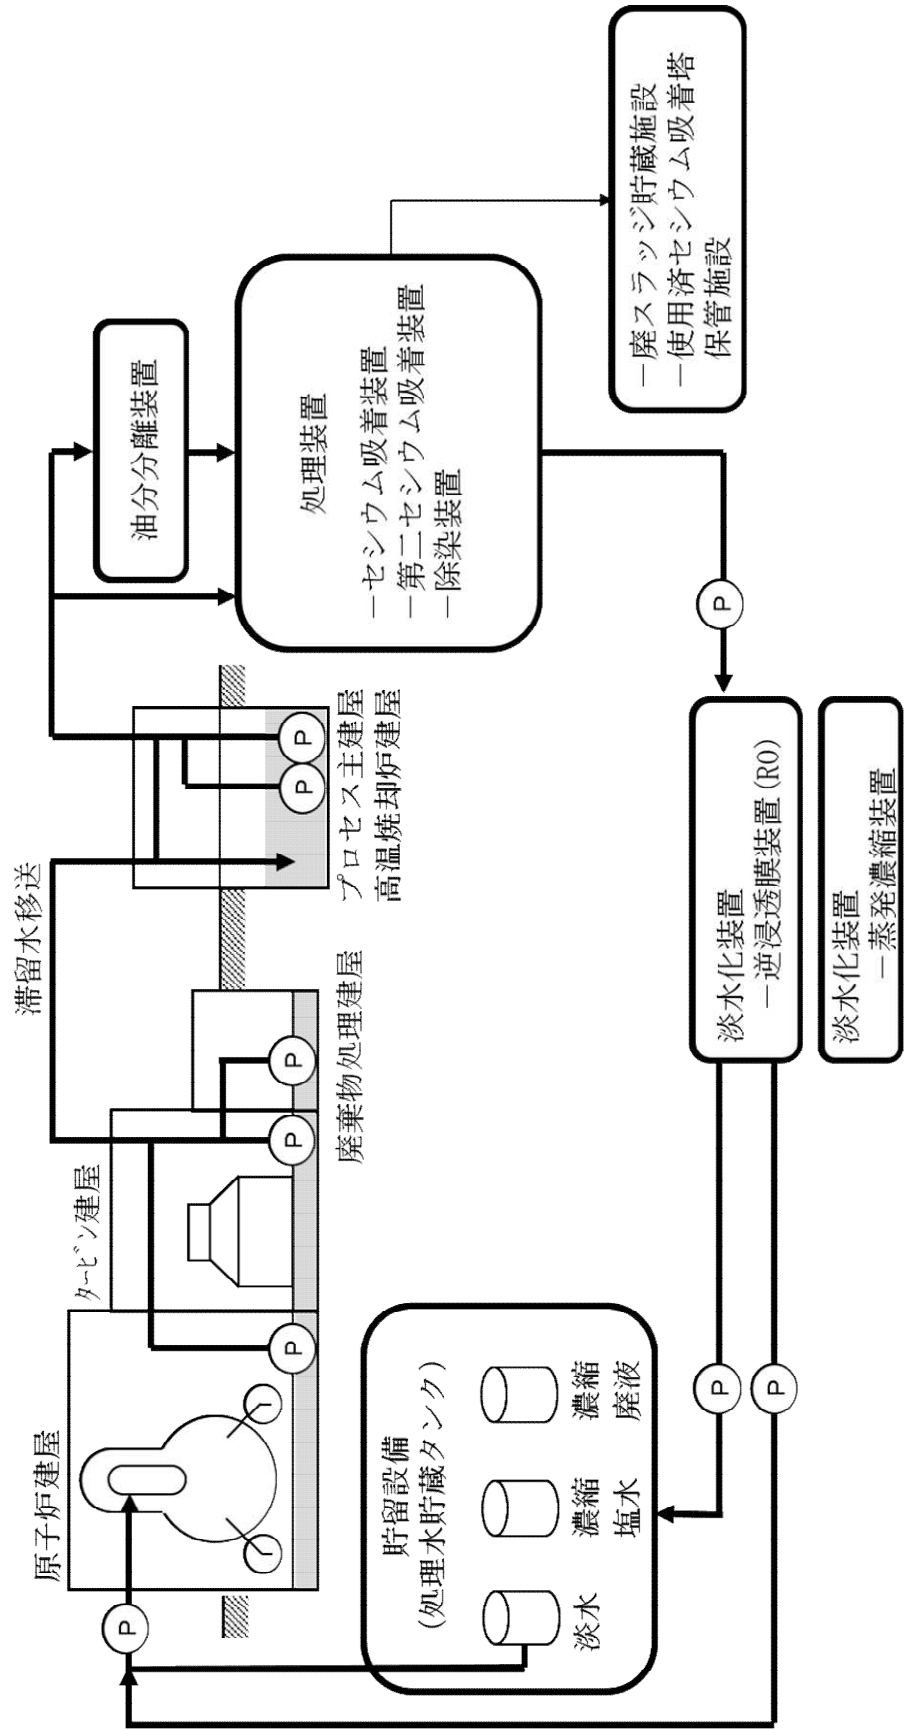 原子炉建屋
ﾀｰﾋﾞﾝ建屋
滞留水移送
P
P
P
P
P
P
廃棄物処理建屋
プロセス主建屋
高温焼却炉建屋
油分分離装置
処理装置
－セシウム吸着装置
－第二セシウム吸着装置
－除染装置
－廃スラッジ貯蔵施設
－使用済セシウム吸着塔
保管施設
貯留設備
(処理水貯蔵タンク)
淡水
濃縮
塩水
濃縮
廃液
P
P
P
淡水化装置
－逆浸透膜装置(RO)
淡水化装置
－蒸発濃縮装置